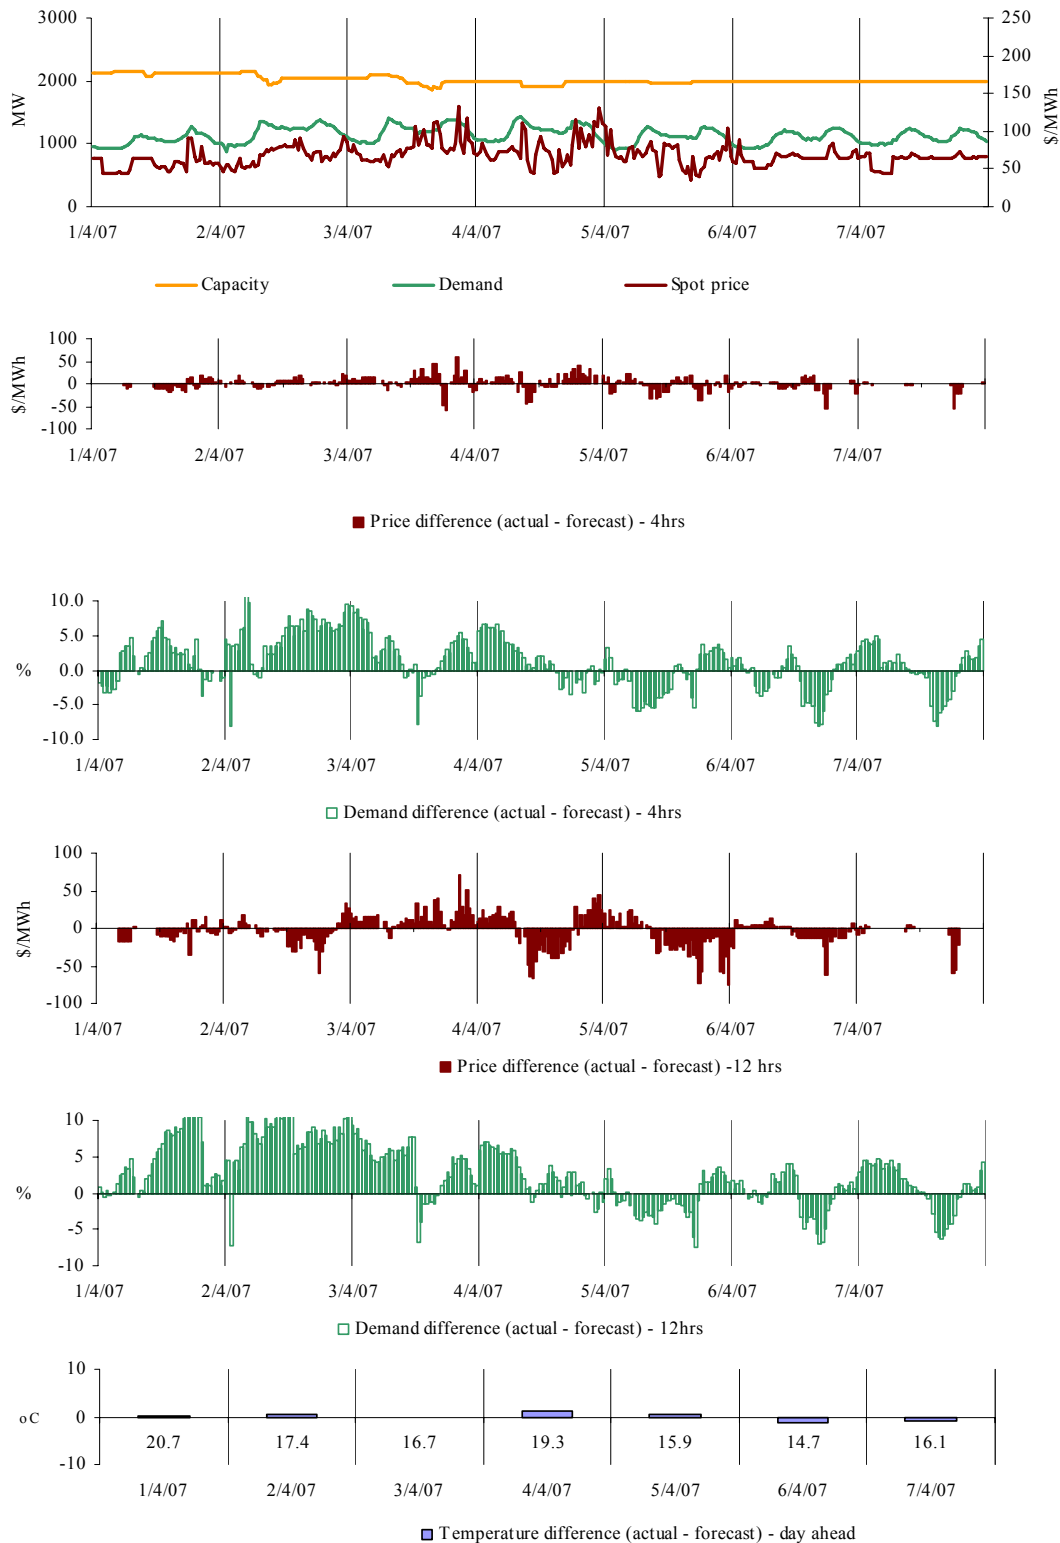 3000 250
200
2000 150
MW $/MWh
1000 100
50
0 0
1/4/07 2/4/07 3/4/07 4/4/07 5/4/07 6/4/07 7/4/07
Capacity Demand Spot price
100
50
$/MWh 0
-50
-100
1/4/07 2/4/07 3/4/07 4/4/07 5/4/07 6/4/07 7/4/07
Price difference (actual - forecast) - 4hrs
10.0
5.0
% 0.0
-5.0
-10.0
1/4/07 2/4/07 3/4/07 4/4/07 5/4/07 6/4/07 7/4/07
Demand difference (actual - forecast) - 4hrs
100
50
$/MWh 0
-50
-100
1/4/07 2/4/07 3/4/07 4/4/07 5/4/07 6/4/07 7/4/07
Price difference (actual - forecast) -12 hrs
10
5
% 0
-5
-10
1/4/07 2/4/07 3/4/07 4/4/07 5/4/07 6/4/07 7/4/07
Demand difference (actual - forecast) - 12hrs
10
oC 0
20.7 17.4 16.7 19.3 15.9 14.7 16.1
-10
1/4/07 2/4/07 3/4/07 4/4/07 5/4/07 6/4/07 7/4/07
Temperature difference (actual - forecast) - day ahead